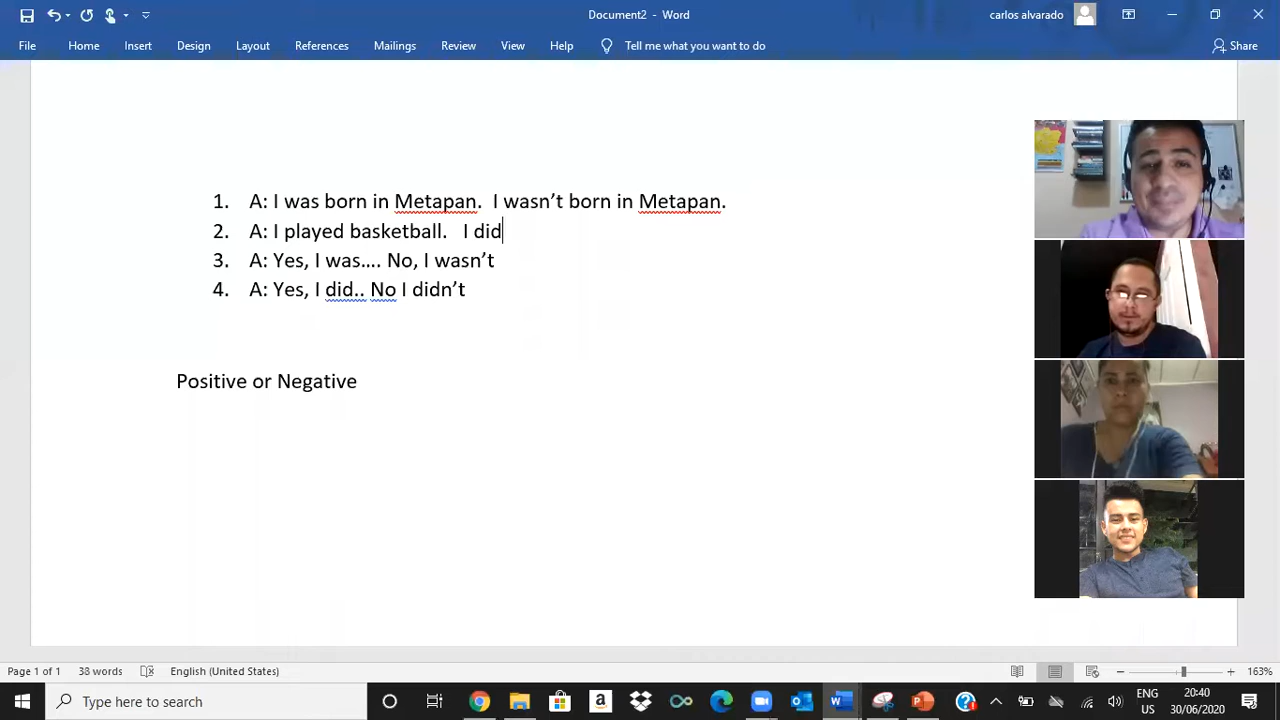 Document2 - Word
carlos alvarado
File Home Insert Design Layout References Mailings Review View Help Tell me what you want to do Share
1. A: I was born in Metapan. I wasn’t born in Metapan.
2. A: I played basketball. I did
3. A: Yes, I was…. No, I wasn’t
4. A: Yes, I did.. No I didn’t
Positive or Negative
Page 1 of 1 38 words English (United States) 163%
Type here to search ENG 20:40
US 30/06/2020